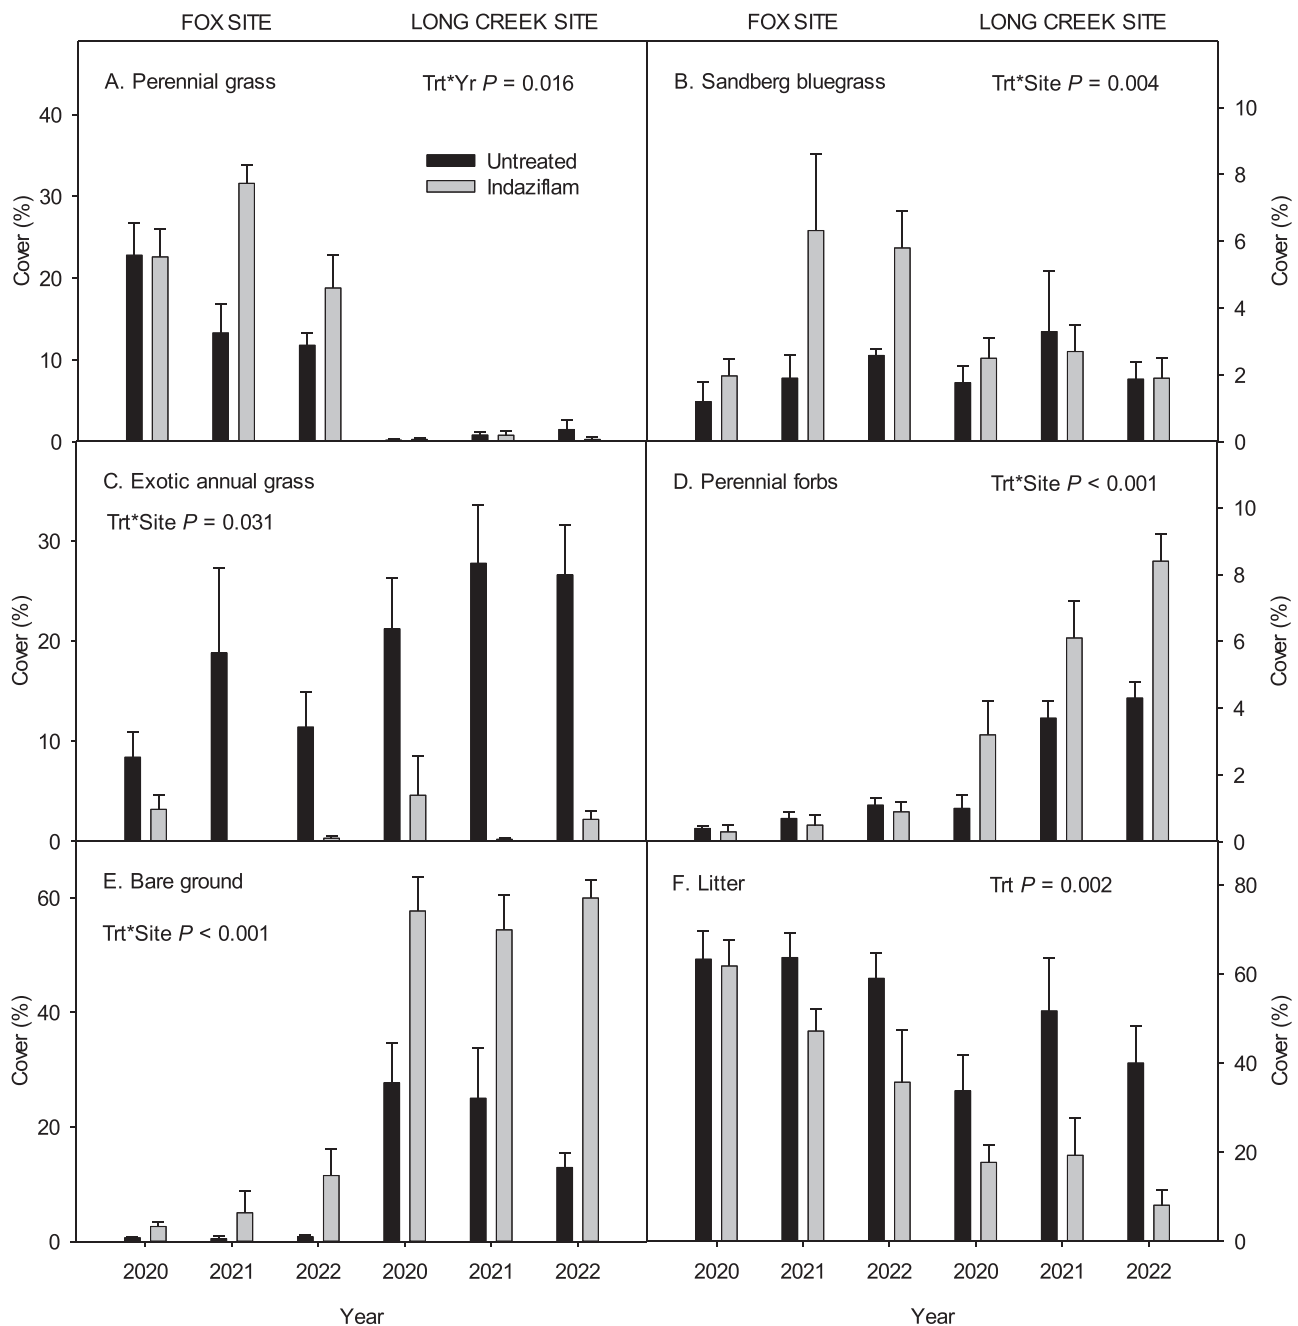 FOX SITE LONG CREEK SITE FOX SITE LONG CREEK SITE
A. Perennial grass Trt*Yr P = 0.016
Untreated
Indaziflam
40
30
20
10
0
Cover (%)
B. Sandberg bluegrass Trt*Site P = 0.004
10
8
6
4
2
0
Cover (%)
C. Exotic annual grass
Trt*Site P = 0.031
30
20
10
0
Cover (%)
D. Perennial forbs Trt*Site P < 0.001
10
8
6
4
2
0
Cover (%)
E. Bare ground
Trt*Site P < 0.001
60
40
20
0
Cover (%)
F. Litter Trt P = 0.002
80
60
40
20
0
Cover (%)
2020 2021 2022 2020 2021 2022 2020 2021 2022 2020 2021 2022
Year Year